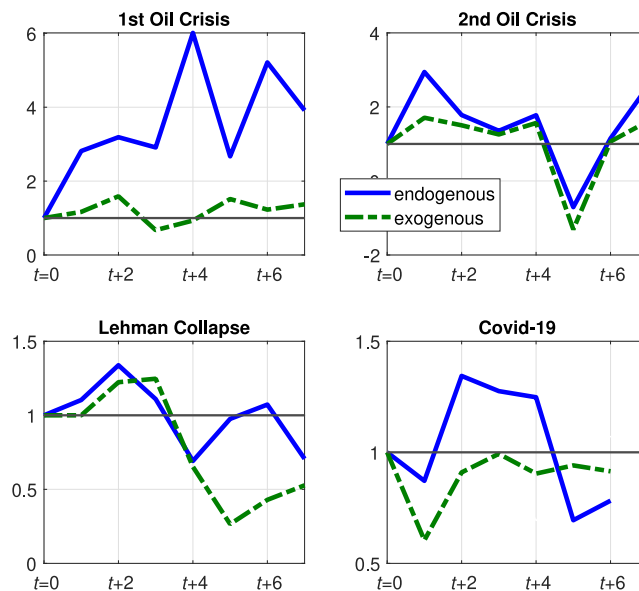 1st Oil Crisis
6
4
2
0
t=0 t+2 t+4 t+6
2nd Oil Crisis
4
2
0
-2
t=0 t+2 t+4 t+6
endogenous
exogenous
Lehman Collapse
1.5
1
0.5
0
t=0 t+2 t+4 t+6
Covid-19
1.5
1
0.5
t=0 t+2 t+4 t+6